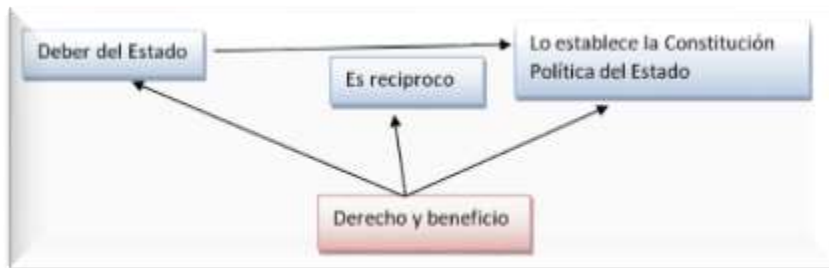 Deber del Estado
Lo establece la Constitución
Política del Estado
Es reciproco
Derecho y beneficio